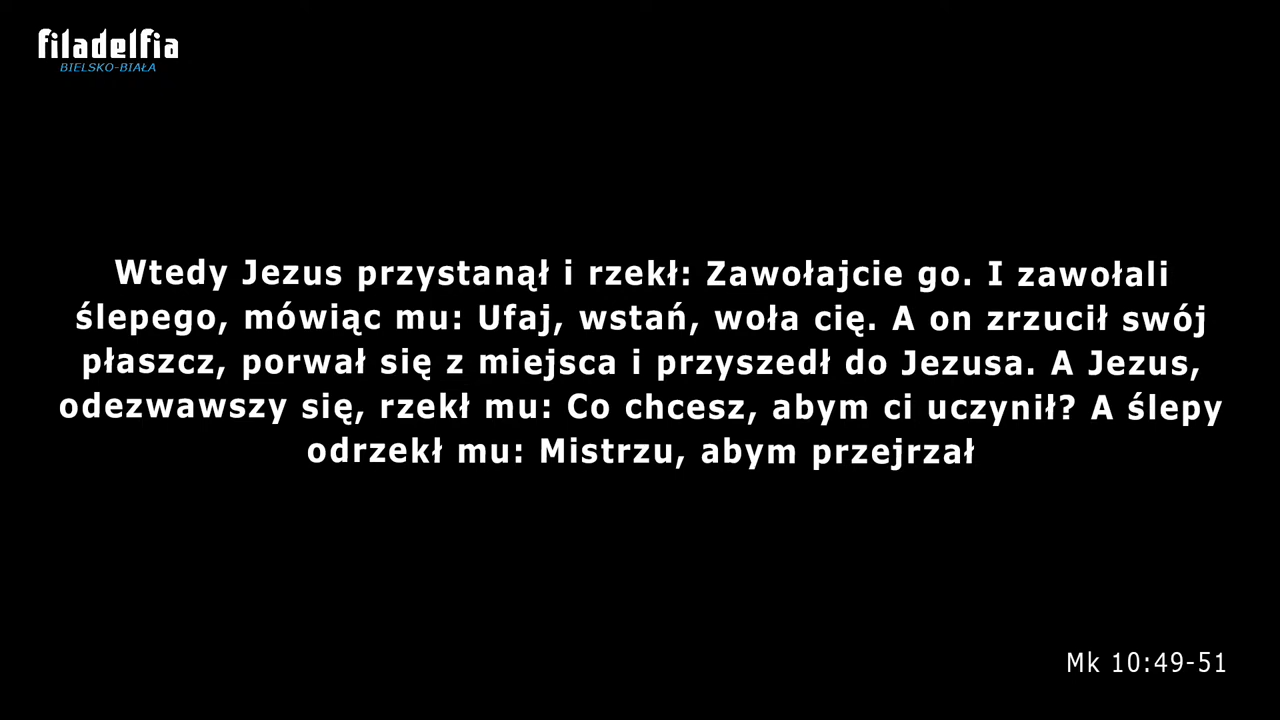 filadelfia
BIELSKO-BIAŁA
Wtedy Jezus przystanął i rzekł: Zawołajcie go. I zawołali
ślepego, mówiąc mu: Ufaj, wstań, woła cię. A on zrzucił swój
płaszcz, porwał się z miejsca i przyszedł do Jezusa. A Jezus,
odezwawszy się, rzekł mu: Co chcesz, abym ci uczynił? A ślepy
odrzekł mu: Mistrzu, abym przejrzał
Mk 10:49-51